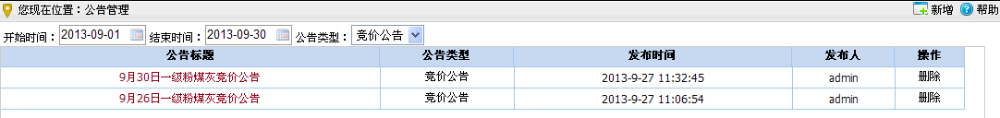 您现在位置：公告管理 新增 帮助
开始时间：2013-09-01 结束时间：2013-09-30 公告类型：竞价公告
公告标题 公告类型 发布时间 发布人 操作
9月30日一级粉煤灰竞价公告 竞价公告 2013-9-27 11:32:45 admin 删除
9月26日一级粉煤灰竞价公告 竞价公告 2013-9-27 11:06:54 admin 删除